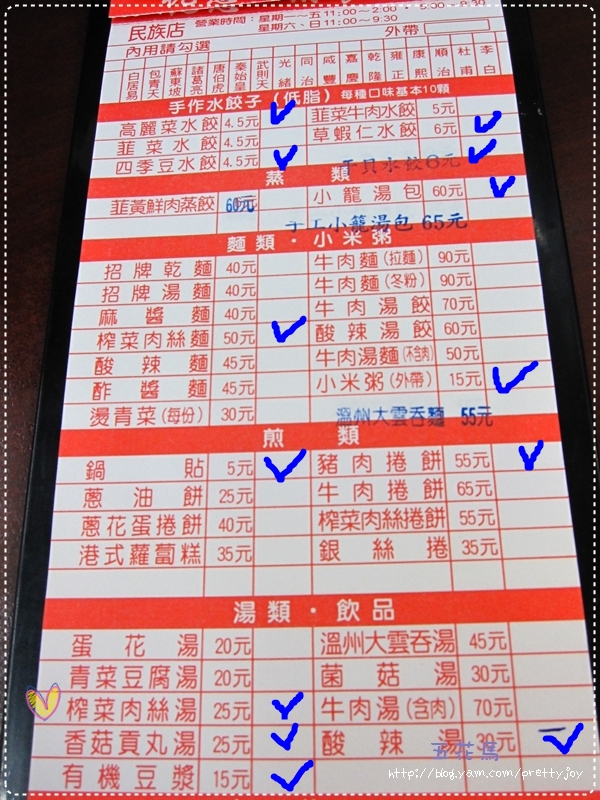 民族店
營業時間：星期一~五11:00~2:00，5:00~9:30
星期六、日11:00~9:30
內用請勾選
外帶
白居易 包青天 蘇東坡 諸葛亮 唐伯虎 秦始皇 武則天 光緒 同治 咸豐 嘉慶 乾隆 雍正 康熙 順治 杜甫 李白
手作水餃子（低脂）每種口味基本10顆
高麗菜水餃 4.5元 韭菜牛肉水餃 5元
韭菜水餃 4.5元 草蝦仁水餃 6元
四季豆水餃 4.5元 干貝水餃6元
蒸類
韭黃鮮肉蒸餃 60元 小籠湯包 60元
手工小籠湯包 65元
麵類・小米粥
招牌乾麵 40元 牛肉麵(拉麵) 90元
招牌湯麵 40元 牛肉麵(冬粉) 90元
麻醬麵 40元 牛肉湯餃 70元
榨菜肉絲麵 50元 酸辣湯餃 60元
酸辣麵 45元 牛肉湯麵(不含肉) 50元
酢醬麵 45元 小米粥(外帶) 15元
燙青菜(每份) 30元 溫州大雲吞麵 55元
煎類
鍋貼 5元 豬肉捲餅 55元
蔥油餅 25元 牛肉捲餅 65元
蔥花蛋捲餅 40元 榨菜肉絲捲餅 55元
港式蘿蔔糕 35元 銀絲捲 35元
湯類・飲品
蛋花湯 20元 溫州大雲吞湯 45元
青菜豆腐湯 20元 菌菇湯 30元
榨菜肉絲湯 25元 牛肉湯(含肉) 70元
香菇貢丸湯 25元 酸辣湯 30元
有機豆漿 15元
http://blog.yam.com/prettyjoy